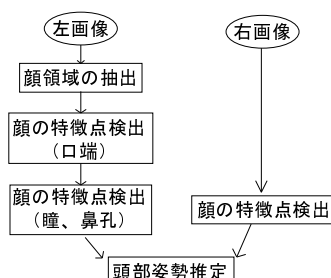 左画像
右画像
顔領域の抽出
顔の特徴点検出
（口端）
顔の特徴点検出
（瞳、鼻孔）
顔の特徴点検出
頭部姿勢推定